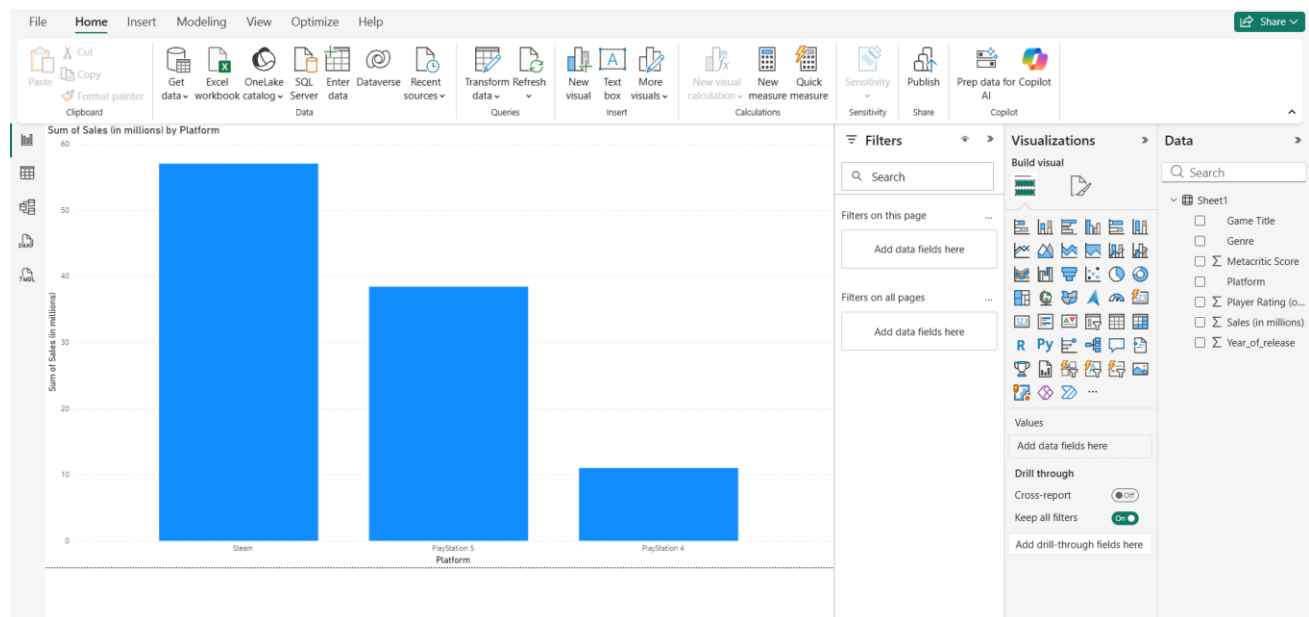 File Home Insert Modeling View Optimize Help
Share
Paste
Cut
Copy
Format painter
Clipboard
Get data
Excel workbook
OneLake catalog
SQL Server
Enter data
Dataverse
Recent sources
Data
Transform data
Refresh
Queries
New visual
Text box
More visuals
Insert
New visual calculation
New measure
Quick measure
Calculations
Sensitivity
Sensitivity
Publish
Share
Prep data for AI
Copilot
Copilot
Sum of Sales (in millions) by Platform
60
50
40
30
20
10
0
Sum of Sales (in millions)
Steam
PlayStation 5
PlayStation 4
Platform
DAX
TMDL
Filters
Search
Filters on this page ...
Add data fields here
Filters on all pages ...
Add data fields here
Visualizations
Build visual
123
R Py
...
Values
Add data fields here
Drill through
Cross-report Off
Keep all filters On
Add drill-through fields here
Data
Search
Sheet1
Game Title
Genre
∑ Metacritic Score
Platform
∑ Player Rating (o...
∑ Sales (in millions)
∑ Year_of_release